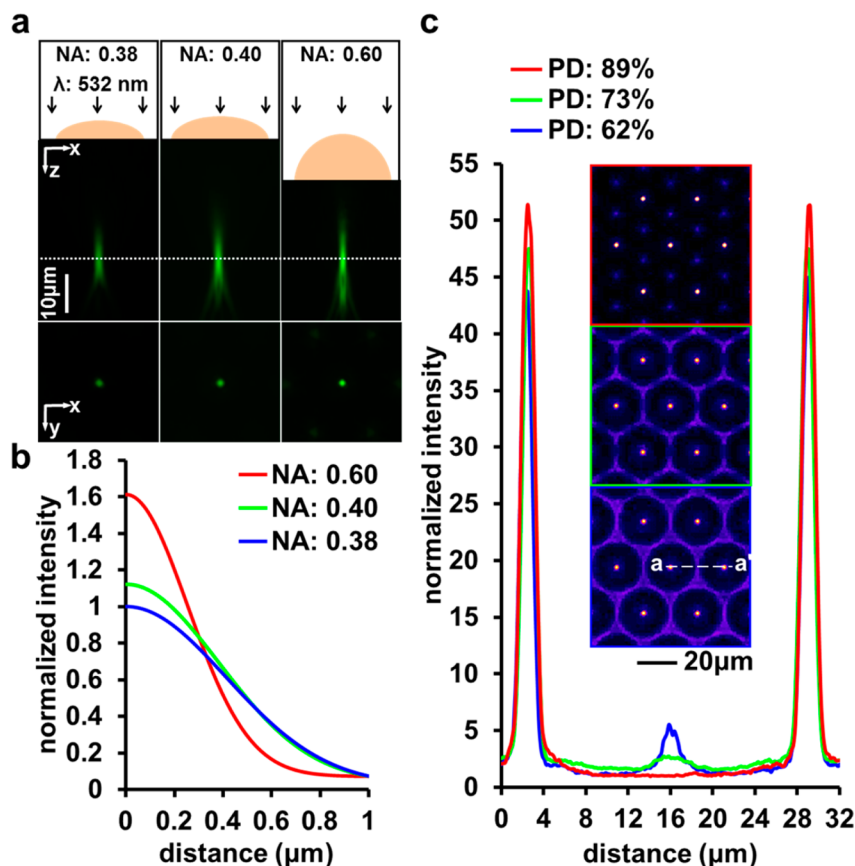 a
NA: 0.38
NA: 0.40
NA: 0.60
λ: 532 nm
x
z
10μm
x
y
b
1.8
1.6
1.4
1.2
1
0.8
0.6
0.4
0.2
0
normalized intensity
NA: 0.60
NA: 0.40
NA: 0.38
0 0.2 0.4 0.6 0.8 1
distance (μm)
c
PD: 89%
PD: 73%
PD: 62%
55
50
45
40
35
30
25
20
15
10
5
0
normalized intensity
a a'
20μm
0 4 8 12 16 20 24 28 32
distance (μm)